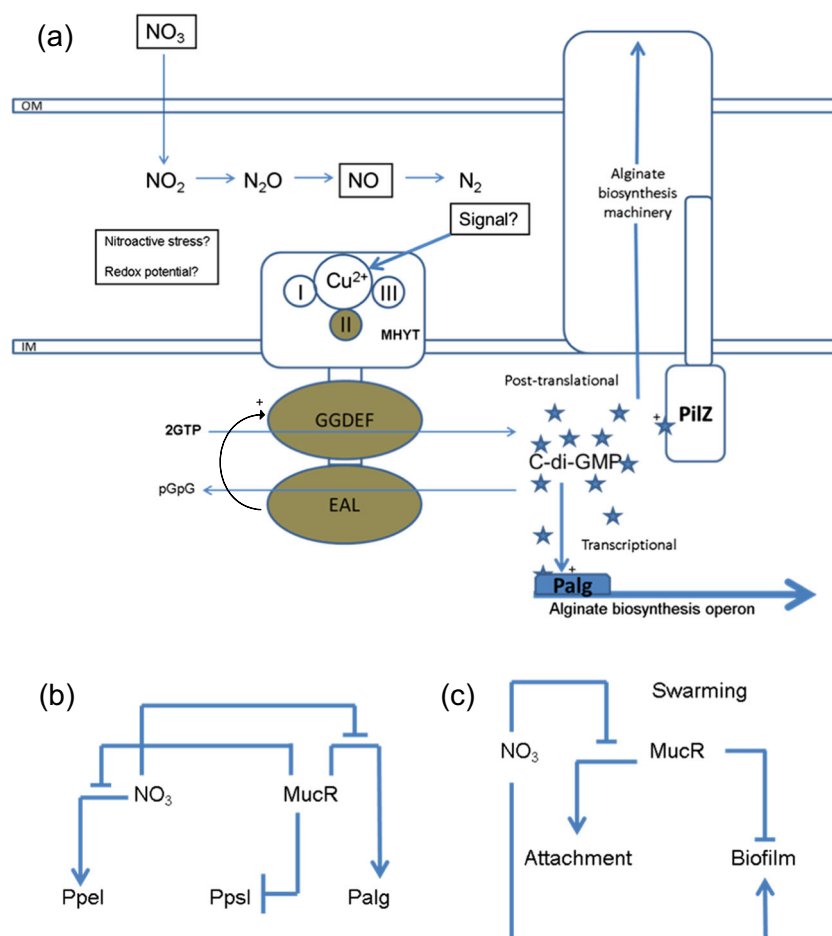 (a)
NO₃
OM
NO₂ N₂O NO N₂
Alginate
biosynthesis
machinery
Signal?
Nitroactive stress?
Redox potential?
Cu²⁺
I
III
II
MHYT
IM
Post-translational
+
GGDEF
2GTP
+
PilZ
C-di-GMP
pGpG
EAL
Transcriptional
+
Palg
Alginate biosynthesis operon
(b)
NO₃
MucR
Ppel
Ppsl
Palg
(c)
Swarming
NO₃
MucR
Attachment
Biofilm